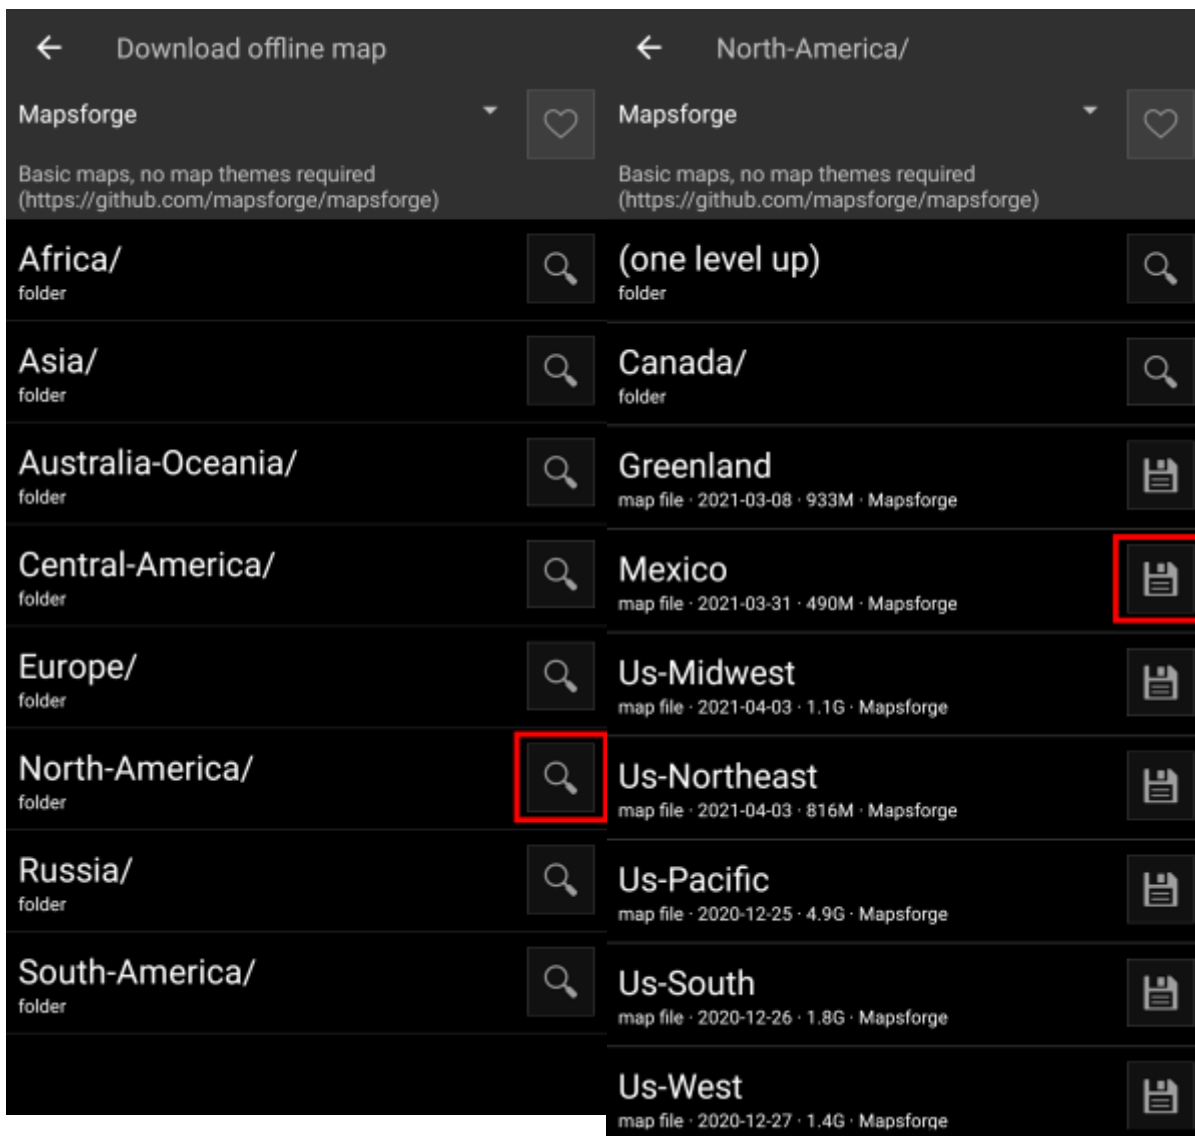 Download offline map
Mapsforge
Basic maps, no map themes required
(https://github.com/mapsforge/mapsforge)
Africa/
folder
Asia/
folder
Australia-Oceania/
folder
Central-America/
folder
Europe/
folder
North-America/
folder
Russia/
folder
South-America/
folder
North-America/
Mapsforge
Basic maps, no map themes required
(https://github.com/mapsforge/mapsforge)
(one level up)
folder
Canada/
folder
Greenland
map file · 2021-03-08 · 933M · Mapsforge
Mexico
map file · 2021-03-31 · 490M · Mapsforge
Us-Midwest
map file · 2021-04-03 · 1.1G · Mapsforge
Us-Northeast
map file · 2021-04-03 · 816M · Mapsforge
Us-Pacific
map file · 2020-12-25 · 4.9G · Mapsforge
Us-South
map file · 2020-12-26 · 1.8G · Mapsforge
Us-West
map file · 2020-12-27 · 1.4G · Mapsforge